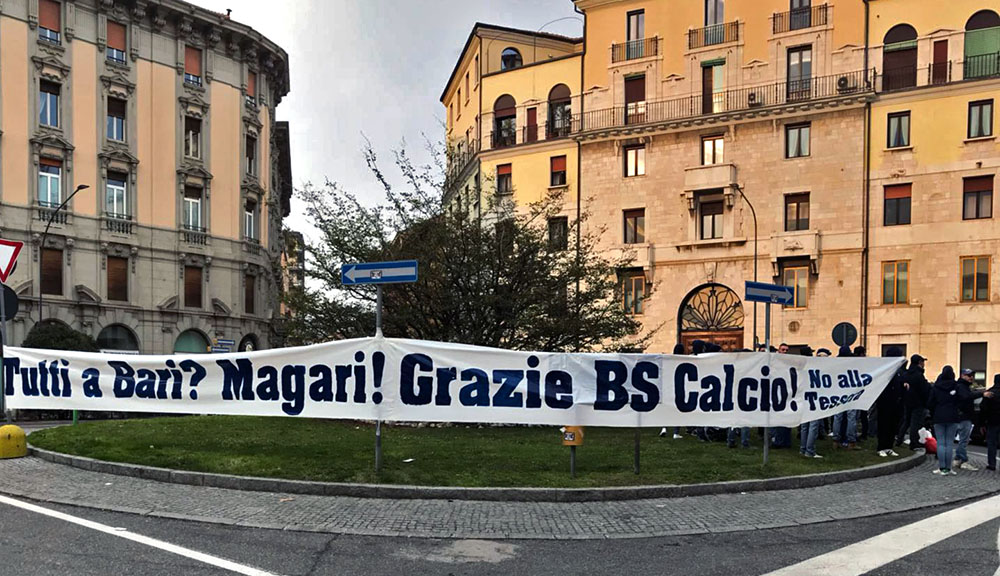 Tutti a Bari? Magari! Grazie BS Calcio!
No alla
Tessera